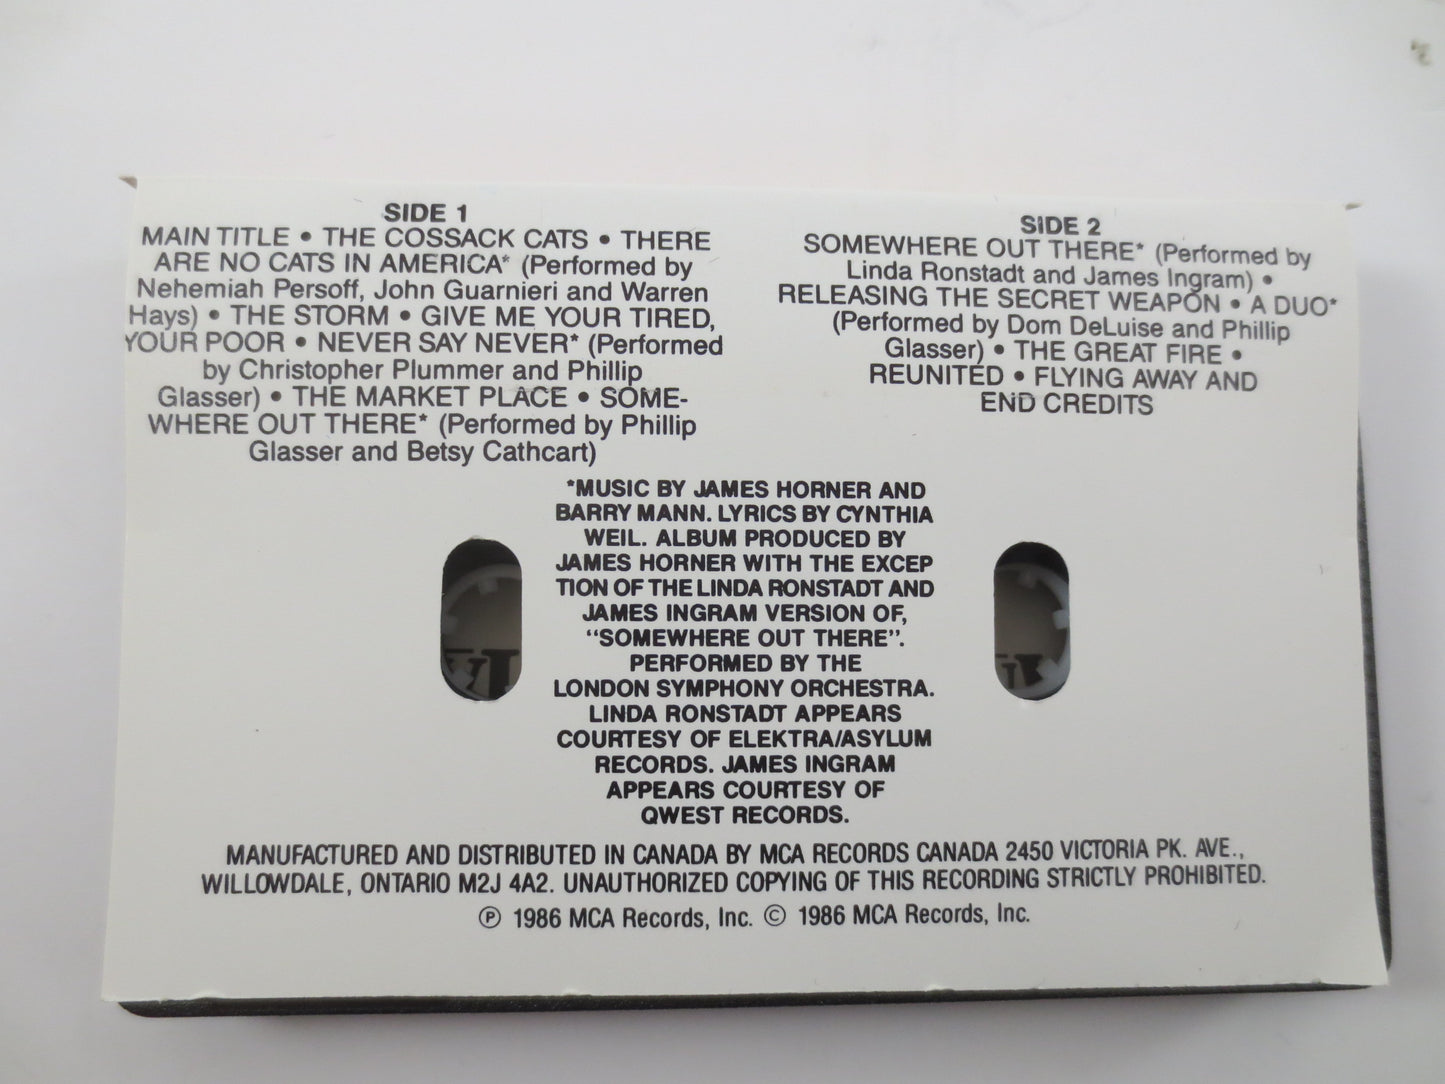 SIDE 1
MAIN TITLE • THE COSSACK CATS • THERE
ARE NO CATS IN AMERICA* (Performed by
Nehemiah Persoff, John Guarnieri and Warren
Hays) • THE STORM • GIVE ME YOUR TIRED,
YOUR POOR • NEVER SAY NEVER* (Performed
by Christopher Plummer and Phillip
Glasser) • THE MARKET PLACE • SOME-
WHERE OUT THERE* (Performed by Phillip
Glasser and Betsy Cathcart)
SIDE 2
SOMEWHERE OUT THERE* (Performed by
Linda Ronstadt and James Ingram) •
RELEASING THE SECRET WEAPON • A DUO*
(Performed by Dom DeLuise and Phillip
Glasser) • THE GREAT FIRE •
REUNITED • FLYING AWAY AND
END CREDITS
*MUSIC BY JAMES HORNER AND
BARRY MANN. LYRICS BY CYNTHIA
WEIL. ALBUM PRODUCED BY
JAMES HORNER WITH THE EXCEP
TION OF THE LINDA RONSTADT AND
JAMES INGRAM VERSION OF,
"SOMEWHERE OUT THERE".
PERFORMED BY THE
LONDON SYMPHONY ORCHESTRA.
LINDA RONSTADT APPEARS
COURTESY OF ELEKTRA/ASYLUM
RECORDS. JAMES INGRAM
APPEARS COURTESY OF
QWEST RECORDS.
MANUFACTURED AND DISTRIBUTED IN CANADA BY MCA RECORDS CANADA 2450 VICTORIA PK. AVE.,
WILLOWDALE, ONTARIO M2J 4A2. UNAUTHORIZED COPYING OF THIS RECORDING STRICTLY PROHIBITED.
℗ 1986 MCA Records, Inc. © 1986 MCA Records, Inc.